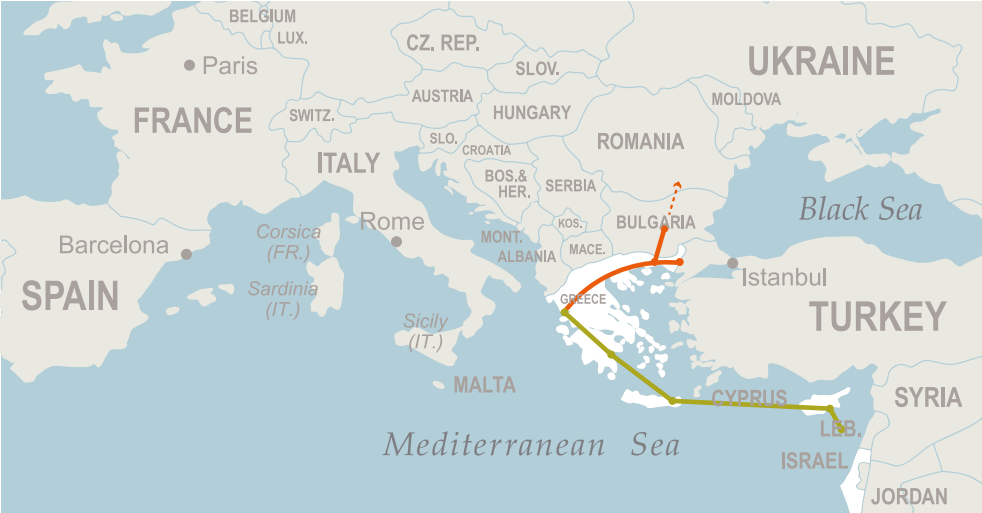 BELGIUM
LUX.
CZ. REP.
UKRAINE
Paris
SLOV.
AUSTRIA
MOLDOVA
FRANCE
SWITZ.
HUNGARY
SLO.
CROATIA
ROMANIA
ITALY
BOS.&
HER.
SERBIA
Black Sea
Corsica
(FR.)
Rome
KOS.
BULGARIA
Barcelona
MONT.
MACE.
ALBANIA
Istanbul
SPAIN
Sardinia
(IT.)
GREECE
TURKEY
Sicily
(IT.)
MALTA
CYPRUS
SYRIA
LEB.
Mediterranean Sea
ISRAEL
JORDAN